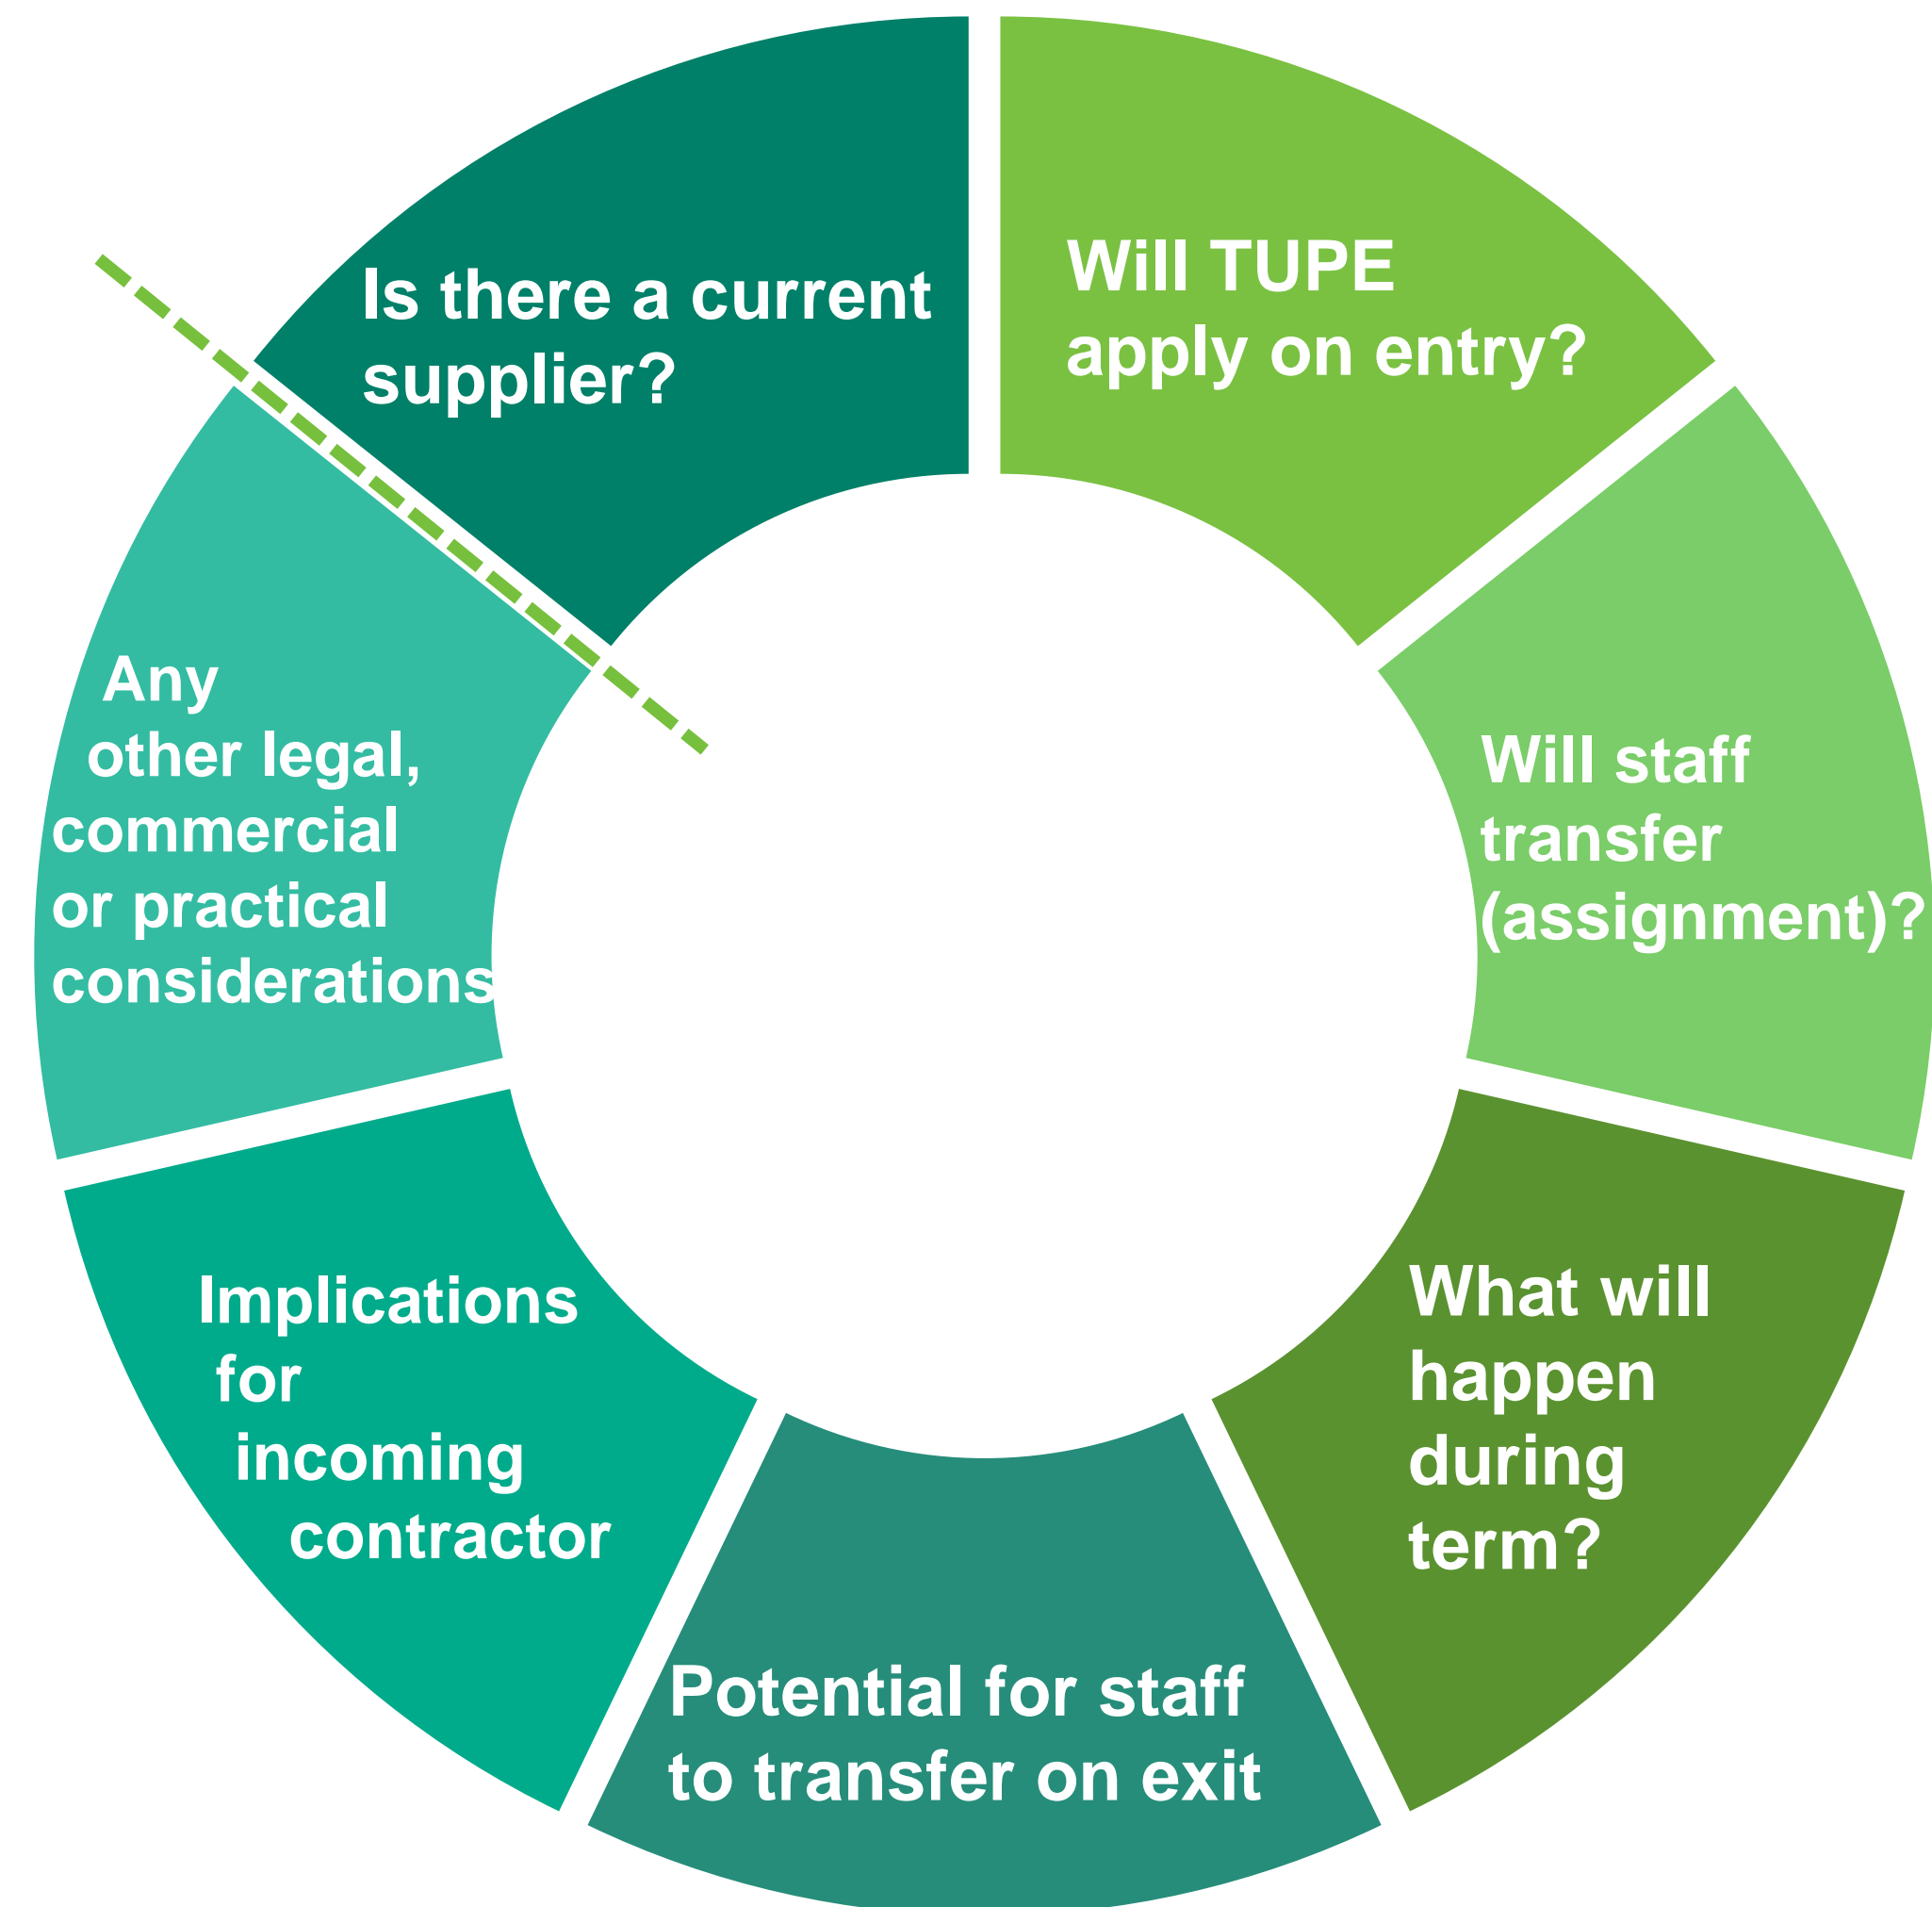 Is there a current
supplier?
Will TUPE
apply on entry?
Will staff
transfer
(assignment)?
What will
happen
during
term?
Potential for staff
to transfer on exit
Implications
for
incoming
contractor
Any
other legal,
commercial
or practical
considerations